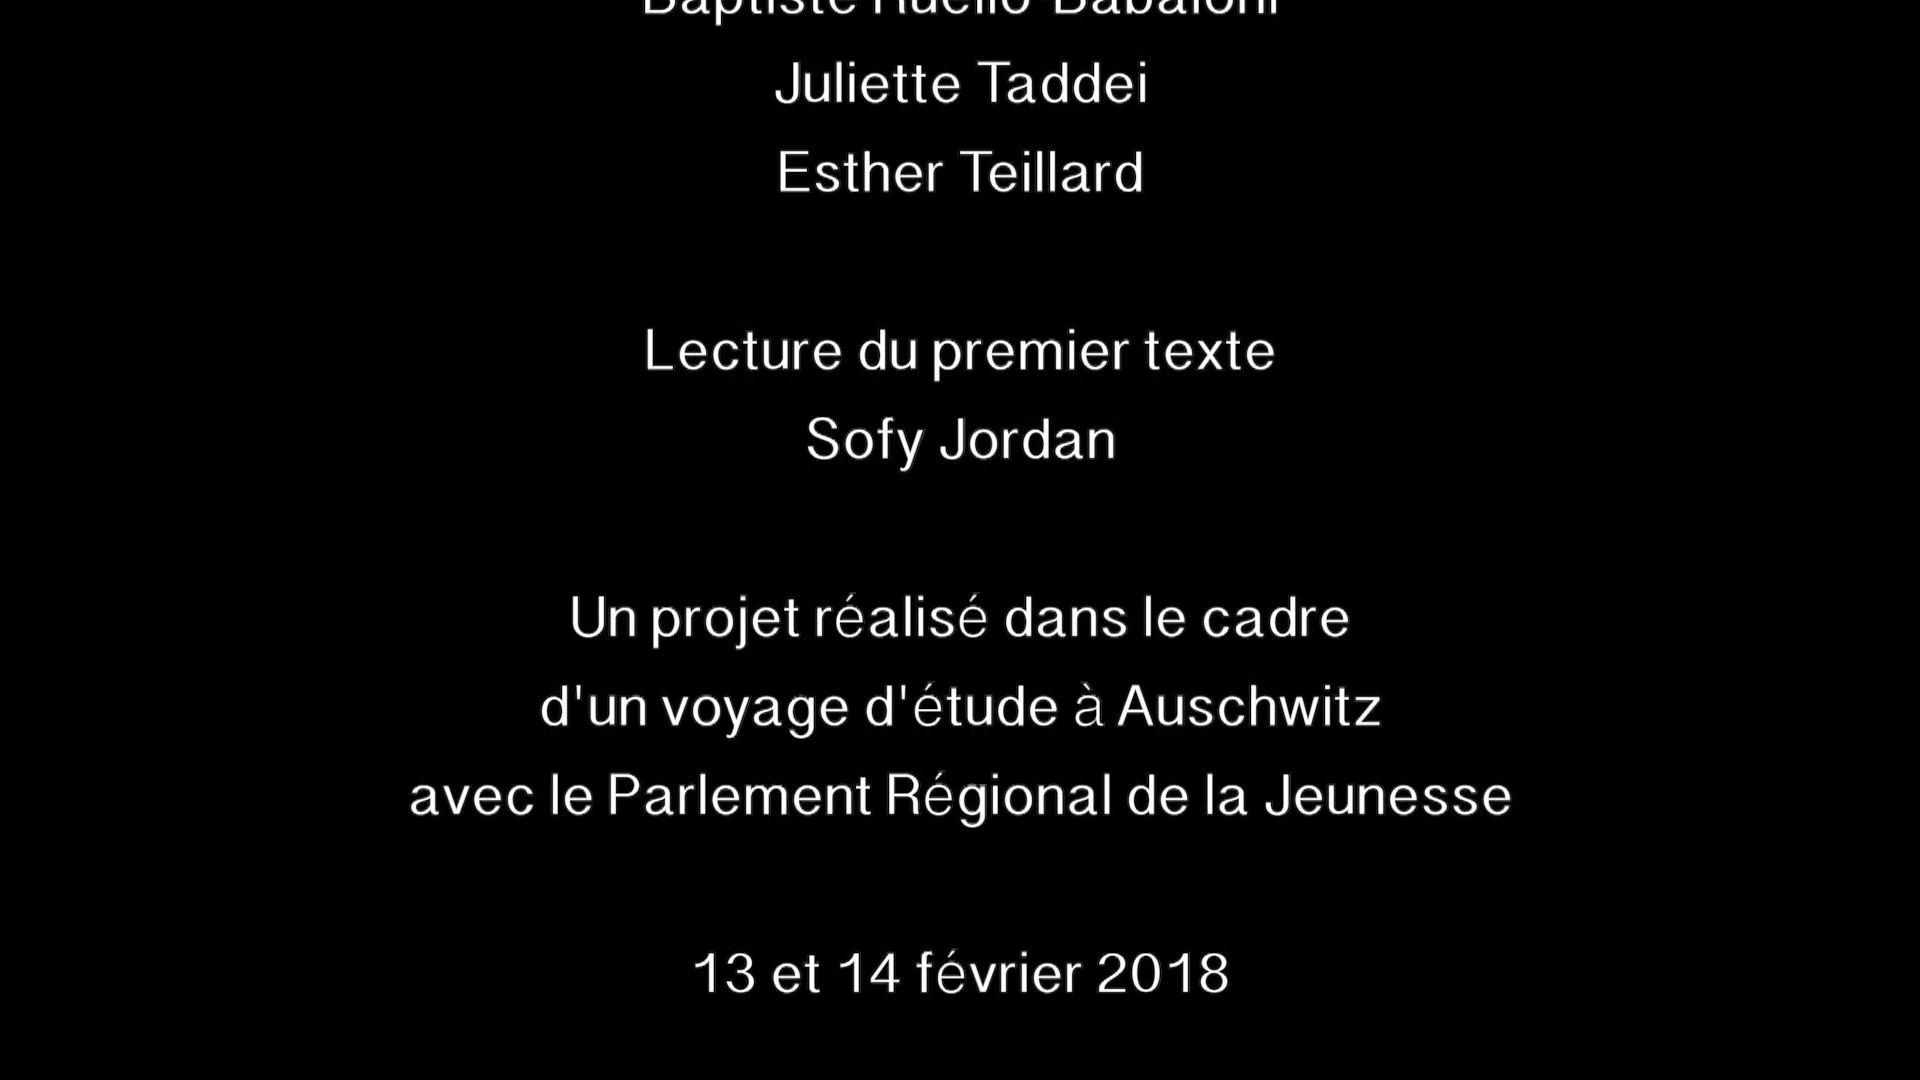 Baptiste
Juliette Taddei
Esther Teillard
Lecture du premier texte
Sofy Jordan
Un projet réalisé dans le cadre
d'un voyage d'étude à Auschwitz
avec le Parlement Régional de la Jeunesse
13 et 14 février 2018